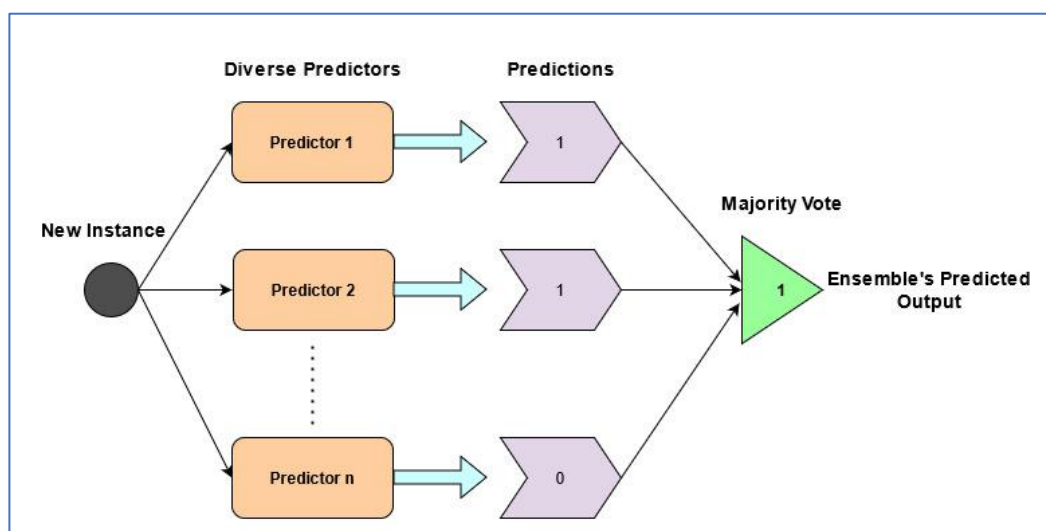 Diverse Predictors
Predictions
Predictor 1
1
Majority Vote
New Instance
Predictor 2
1
1
Ensemble's Predicted
Output
Predictor n
0